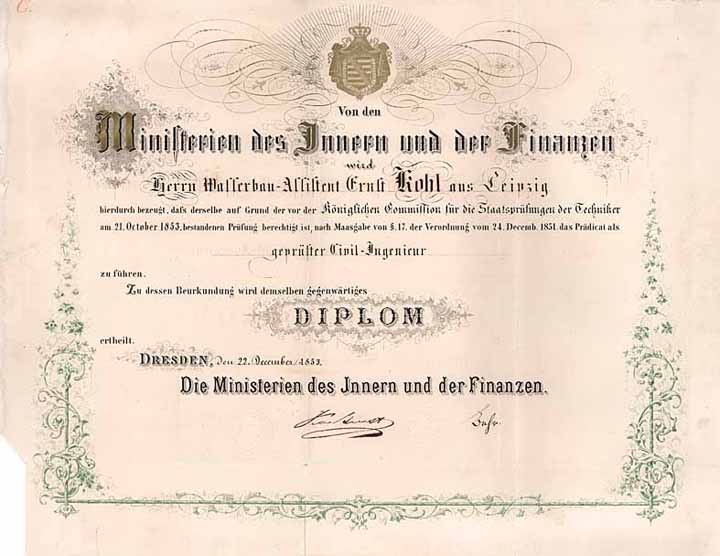 C.
Von den
Ministerien des Innern und der Finanzen
wird
Herrn Wasserbau-Assistent Ernst Kohl aus Leipzig
hierdurch bezeugt, dafs derselbe auf Grund der vor der Königlichen Commission für die Staatsprüfungen der Techniker
am 21. October 1853, bestandenen Prüfung berechtigt ist, nach Maasgabe von §. 17. der Verordnung vom 24. Decemb. 1851. das Prädicat als
geprüfter Civil-Ingenieur
zu führen.
Zu dessen Beurkundung wird demselben gegenwärtiges
DIPLOM
ertheilt.
DRESDEN, den 22. December 1853.
Die Ministerien des Jnnern und der Finanzen.
Behr.